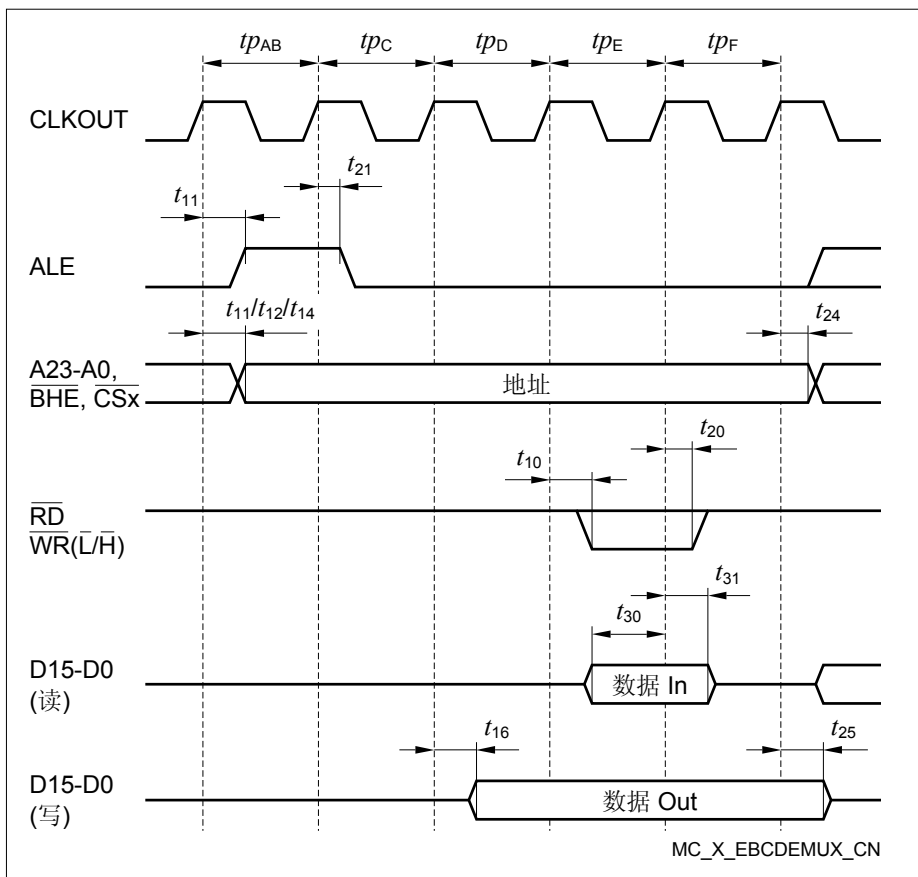 tpAB tpC tpD tpE tpF
CLKOUT
t21
t11
ALE
t11/t12/t14
t24
A23-A0,
BHE, CSx
地址
t20
t10
RD
WR(L/H)
t31
t30
D15-D0
(读)
数据 In
t16
t25
D15-D0
(写)
数据 Out
MC_X_EBCDEMUX_CN